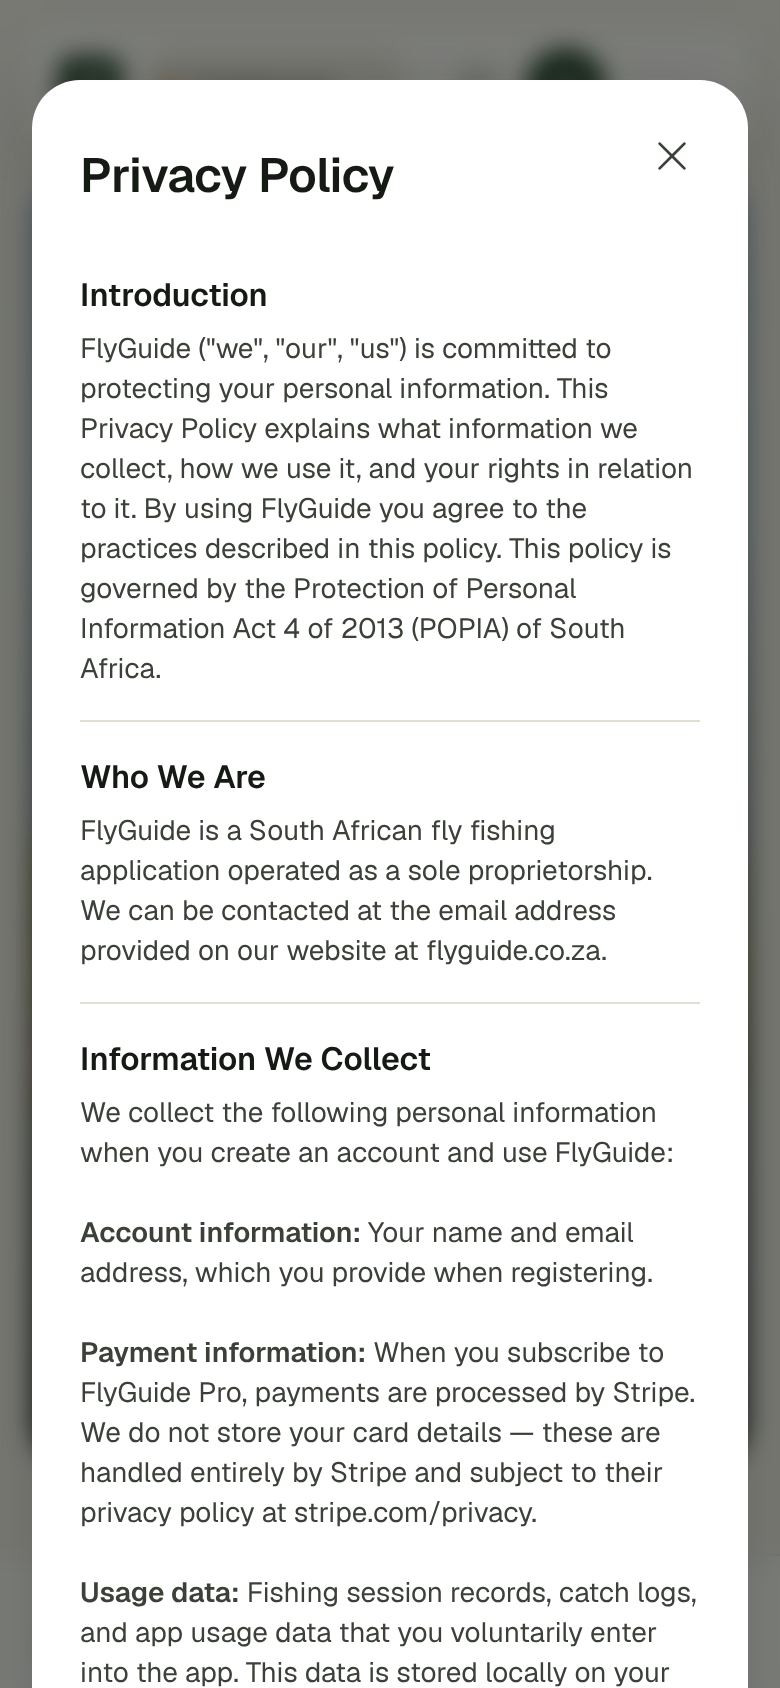 Privacy Policy
Introduction
FlyGuide ("we", "our", "us") is committed to
protecting your personal information. This
Privacy Policy explains what information we
collect, how we use it, and your rights in relation
to it. By using FlyGuide you agree to the
practices described in this policy. This policy is
governed by the Protection of Personal
Information Act 4 of 2013 (POPIA) of South
Africa.
Who We Are
FlyGuide is a South African fly fishing
application operated as a sole proprietorship.
We can be contacted at the email address
provided on our website at flyguide.co.za.
Information We Collect
We collect the following personal information
when you create an account and use FlyGuide:
Account information: Your name and email
address, which you provide when registering.
Payment information: When you subscribe to
FlyGuide Pro, payments are processed by Stripe.
We do not store your card details — these are
handled entirely by Stripe and subject to their
privacy policy at stripe.com/privacy.
Usage data: Fishing session records, catch logs,
and app usage data that you voluntarily enter
into the app. This data is stored locally on your